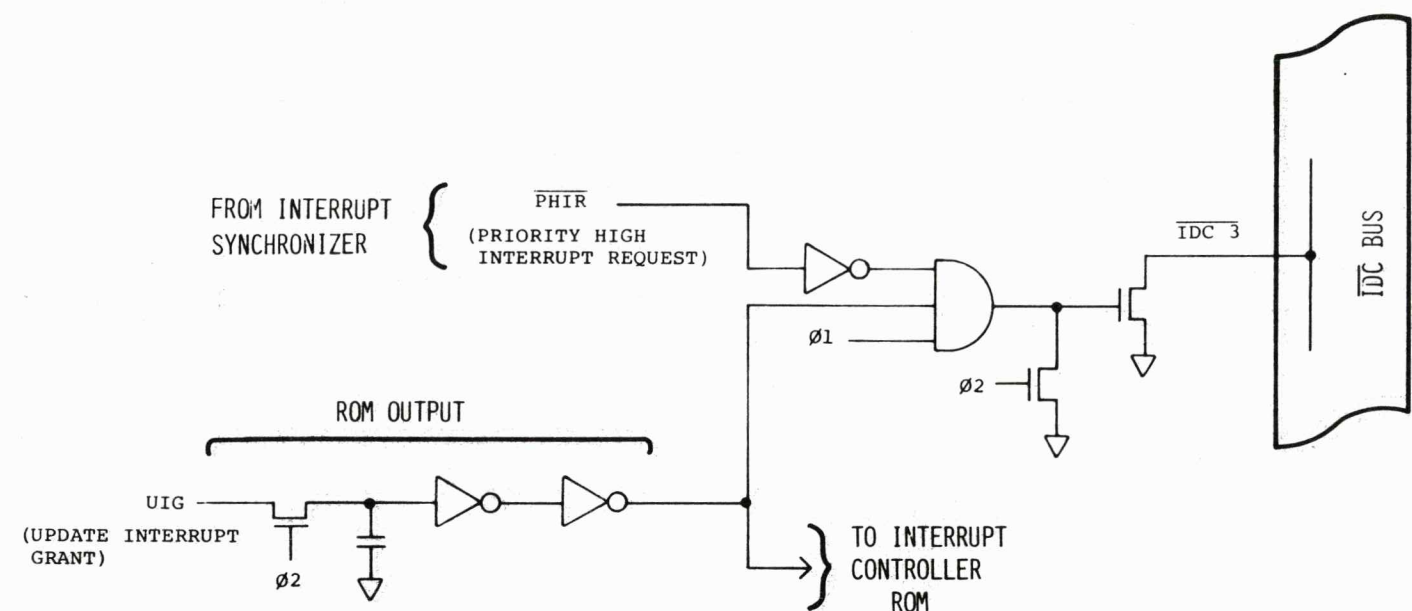 FROM INTERRUPT
SYNCHRONIZER
PHIR
(PRIORITY HIGH
INTERRUPT REQUEST)
IDC 3
IDC BUS
Ø1
Ø2
ROM OUTPUT
UIG
(UPDATE INTERRUPT
GRANT)
Ø2
TO INTERRUPT
CONTROLLER
ROM